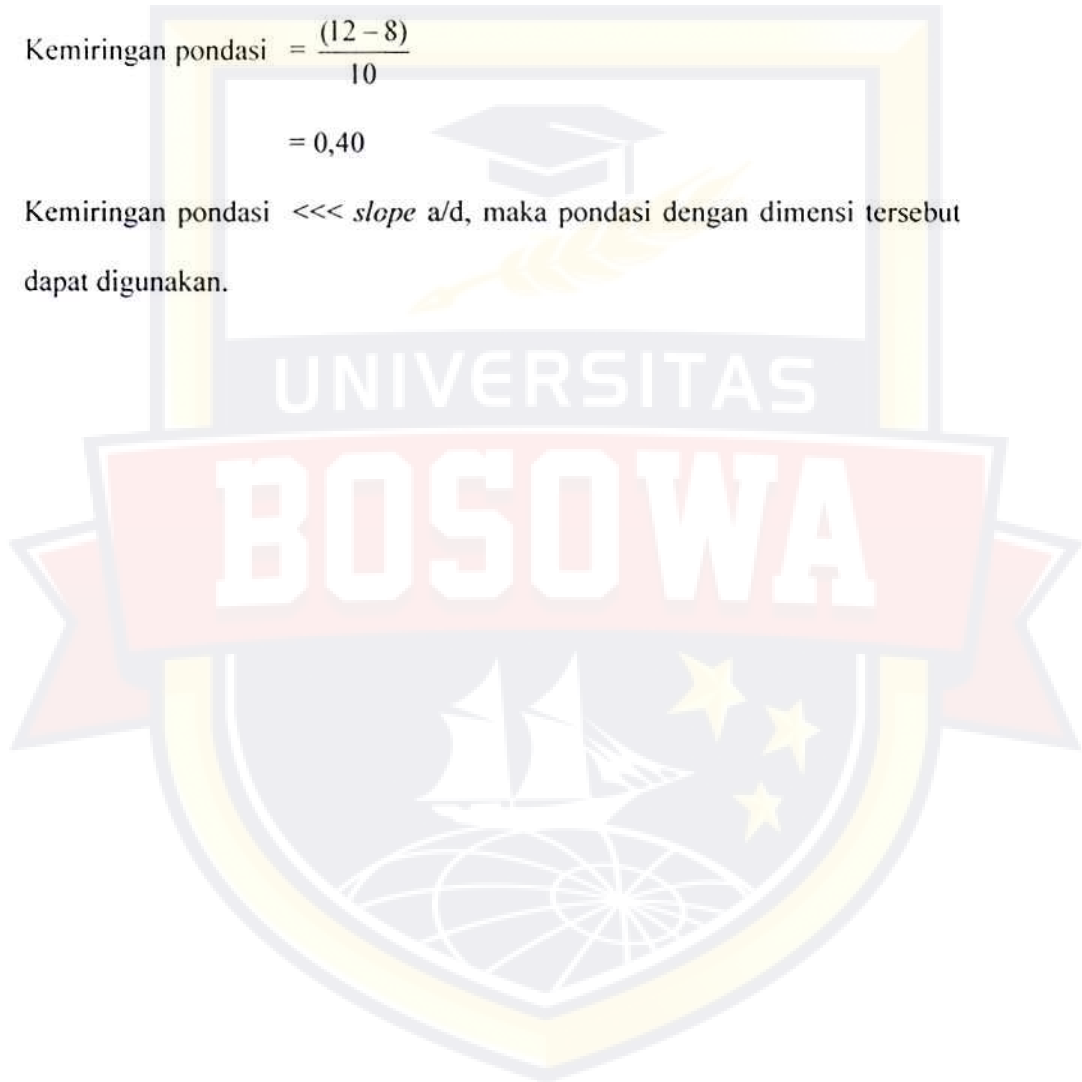 Kemiringan pondasi = (12 – 8)
10
= 0,40
Kemiringan pondasi <<< slope a/d, maka pondasi dengan dimensi tersebut
dapat digunakan.
UNIVERSITAS
BOSOWA